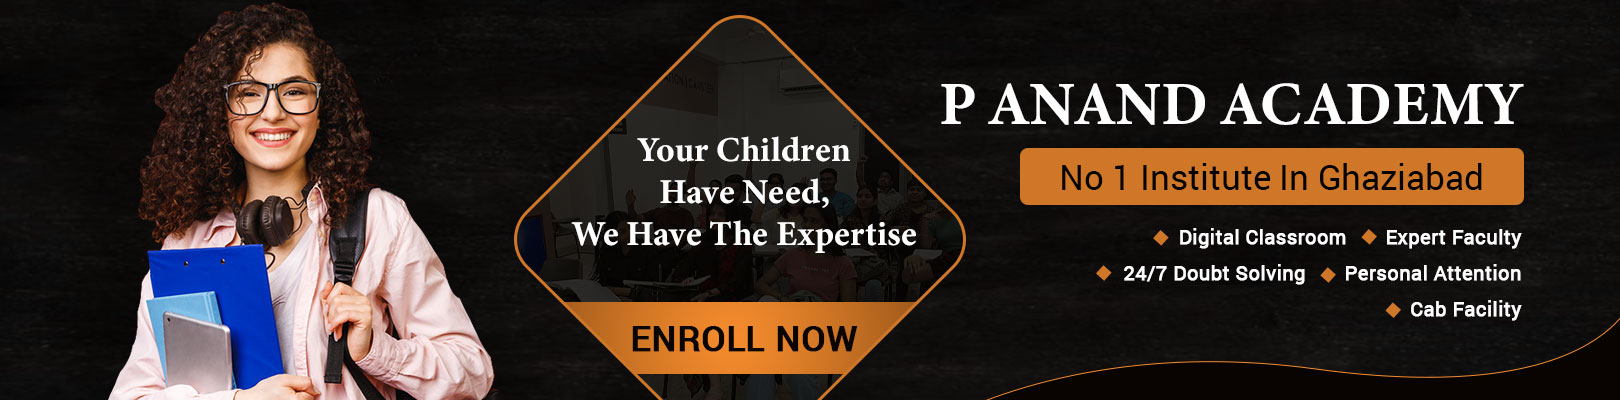 Your Children
Have Need,
We Have The Expertise
ENROLL NOW
P ANAND ACADEMY
No 1 Institute In Ghaziabad
Digital Classroom
Expert Faculty
24/7 Doubt Solving
Personal Attention
Cab Facility